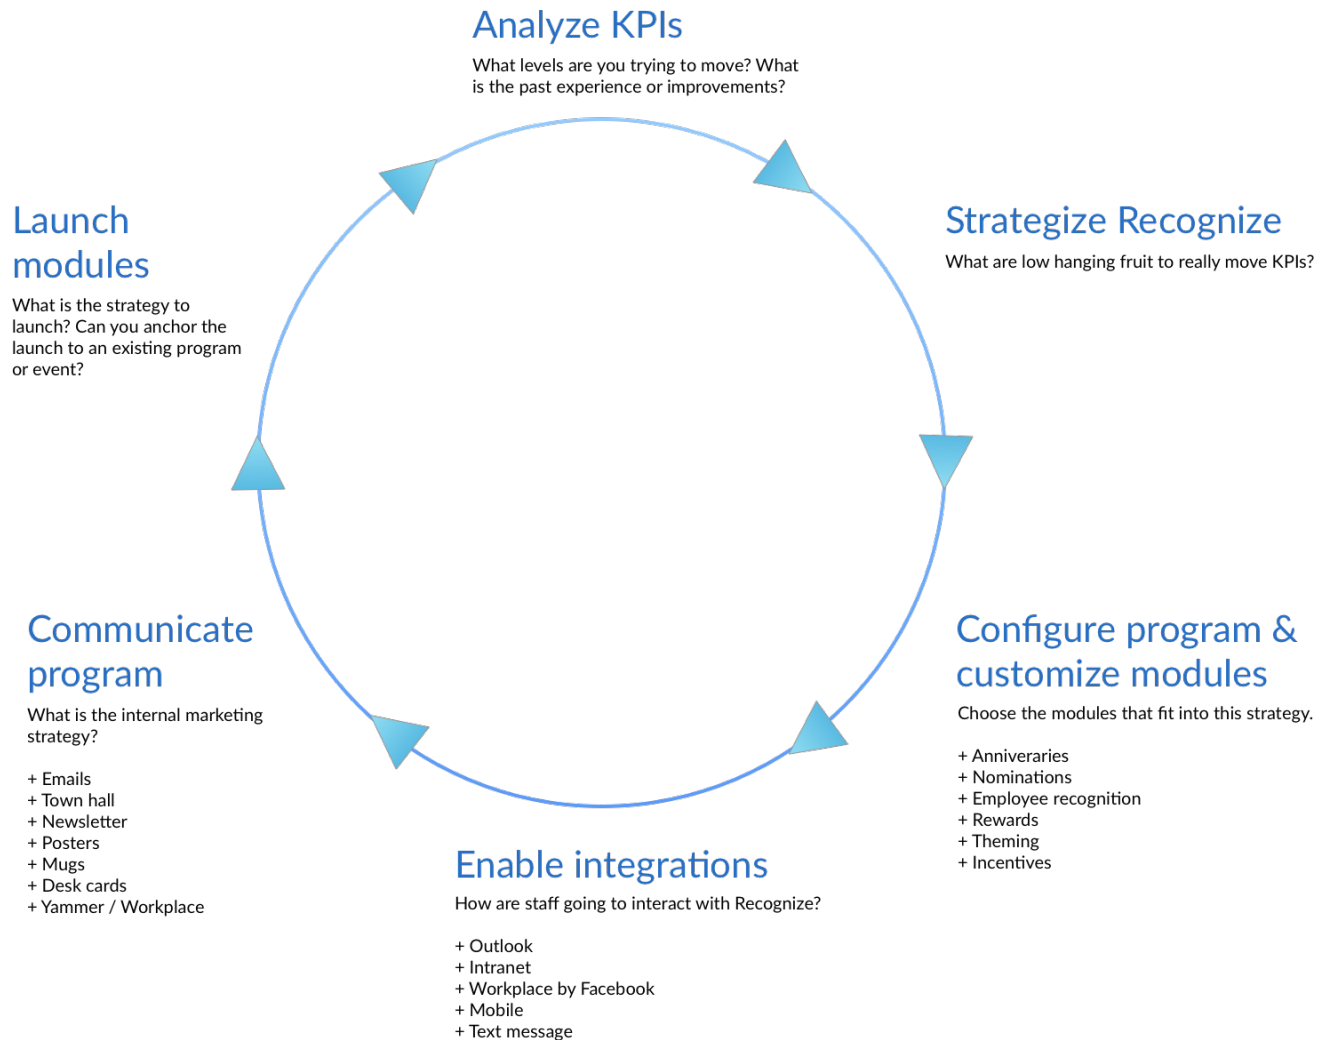 Analyze KPIs
What levels are you trying to move? What
is the past experience or improvements?
Strategize Recognize
What are low hanging fruit to really move KPIs?
Configure program &
customize modules
Choose the modules that fit into this strategy.
+ Anniveraries
+ Nominations
+ Employee recognition
+ Rewards
+ Theming
+ Incentives
Enable integrations
How are staff going to interact with Recognize?
+ Outlook
+ Intranet
+ Workplace by Facebook
+ Mobile
+ Text message
Communicate
program
What is the internal marketing
strategy?
+ Emails
+ Town hall
+ Newsletter
+ Posters
+ Mugs
+ Desk cards
+ Yammer / Workplace
Launch
modules
What is the strategy to
launch? Can you anchor the
launch to an existing program
or event?